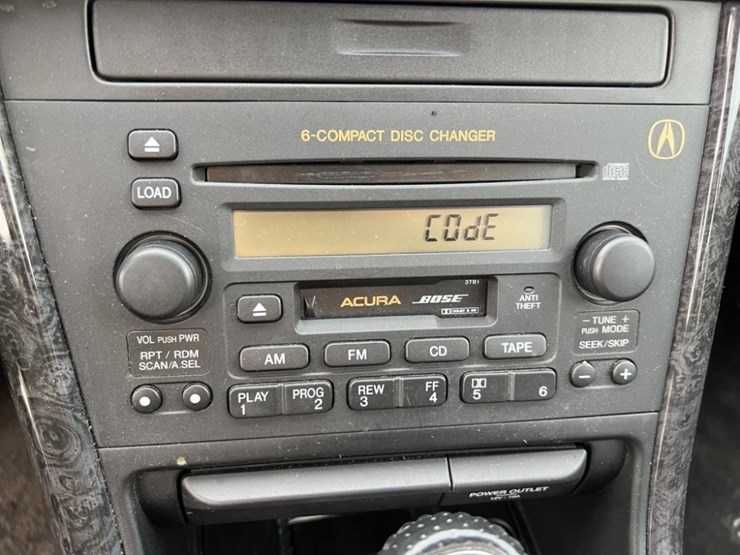 6-COMPACT DISC CHANGER
LOAD
COdE
3TB1
ACURA BOSE
ANTI
THEFT
VOL PUSH PWR
RPT / RDM
SCAN/A.SEL
AM FM CD TAPE
- TUNE +
PUSH MODE
SEEK/SKIP
PLAY PROG REW FF
1 2 3 4 5 6
POWER OUTLET